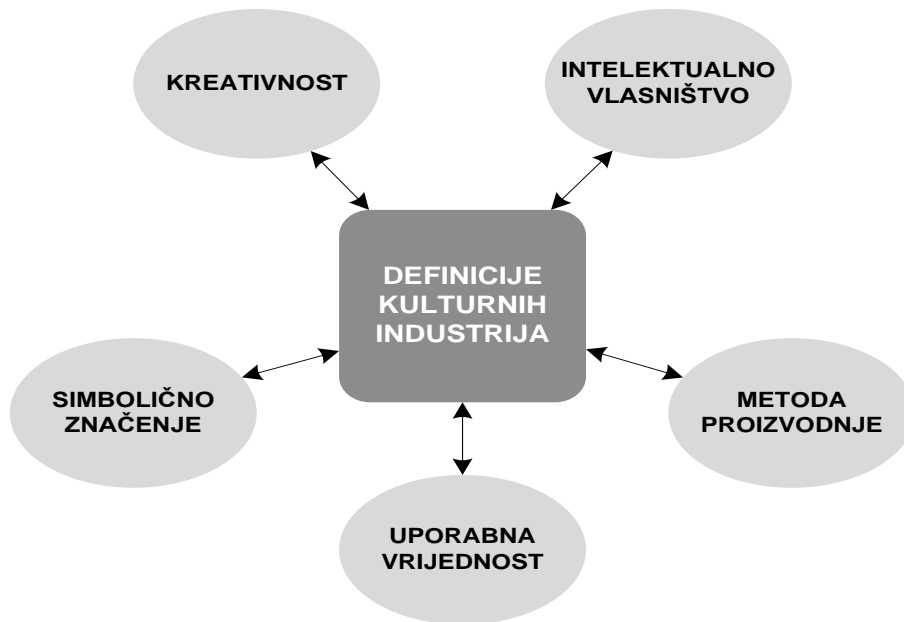 KREATIVNOST
INTELEKTUALNO
VLASNIŠTVO
DEFINICIJE
KULTURNIH
INDUSTRIJA
SIMBOLIČNO
ZNAČENJE
METODA
PROIZVODNJE
UPORABNA
VRIJEDNOST